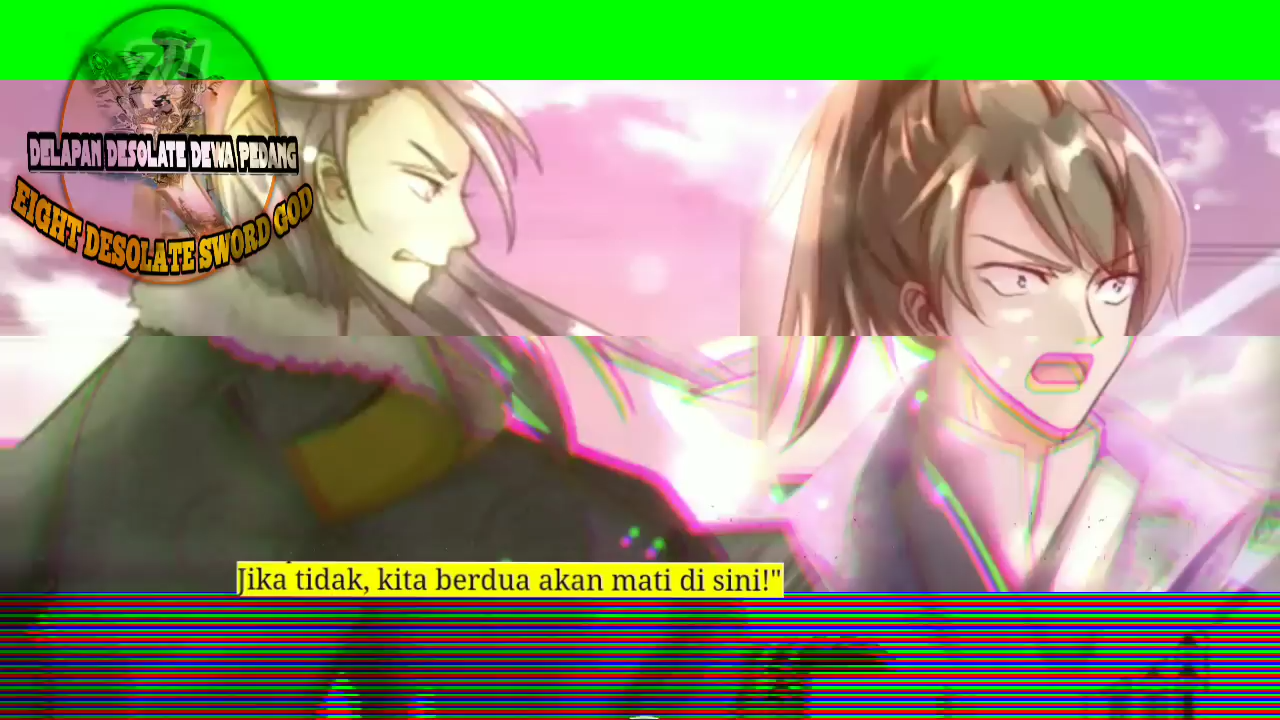 DELAPAN DESOLATE DEWA PEDANG
EIGHT DESOLATE SWORD GOD
Jika tidak, kita berdua akan mati di sini!"